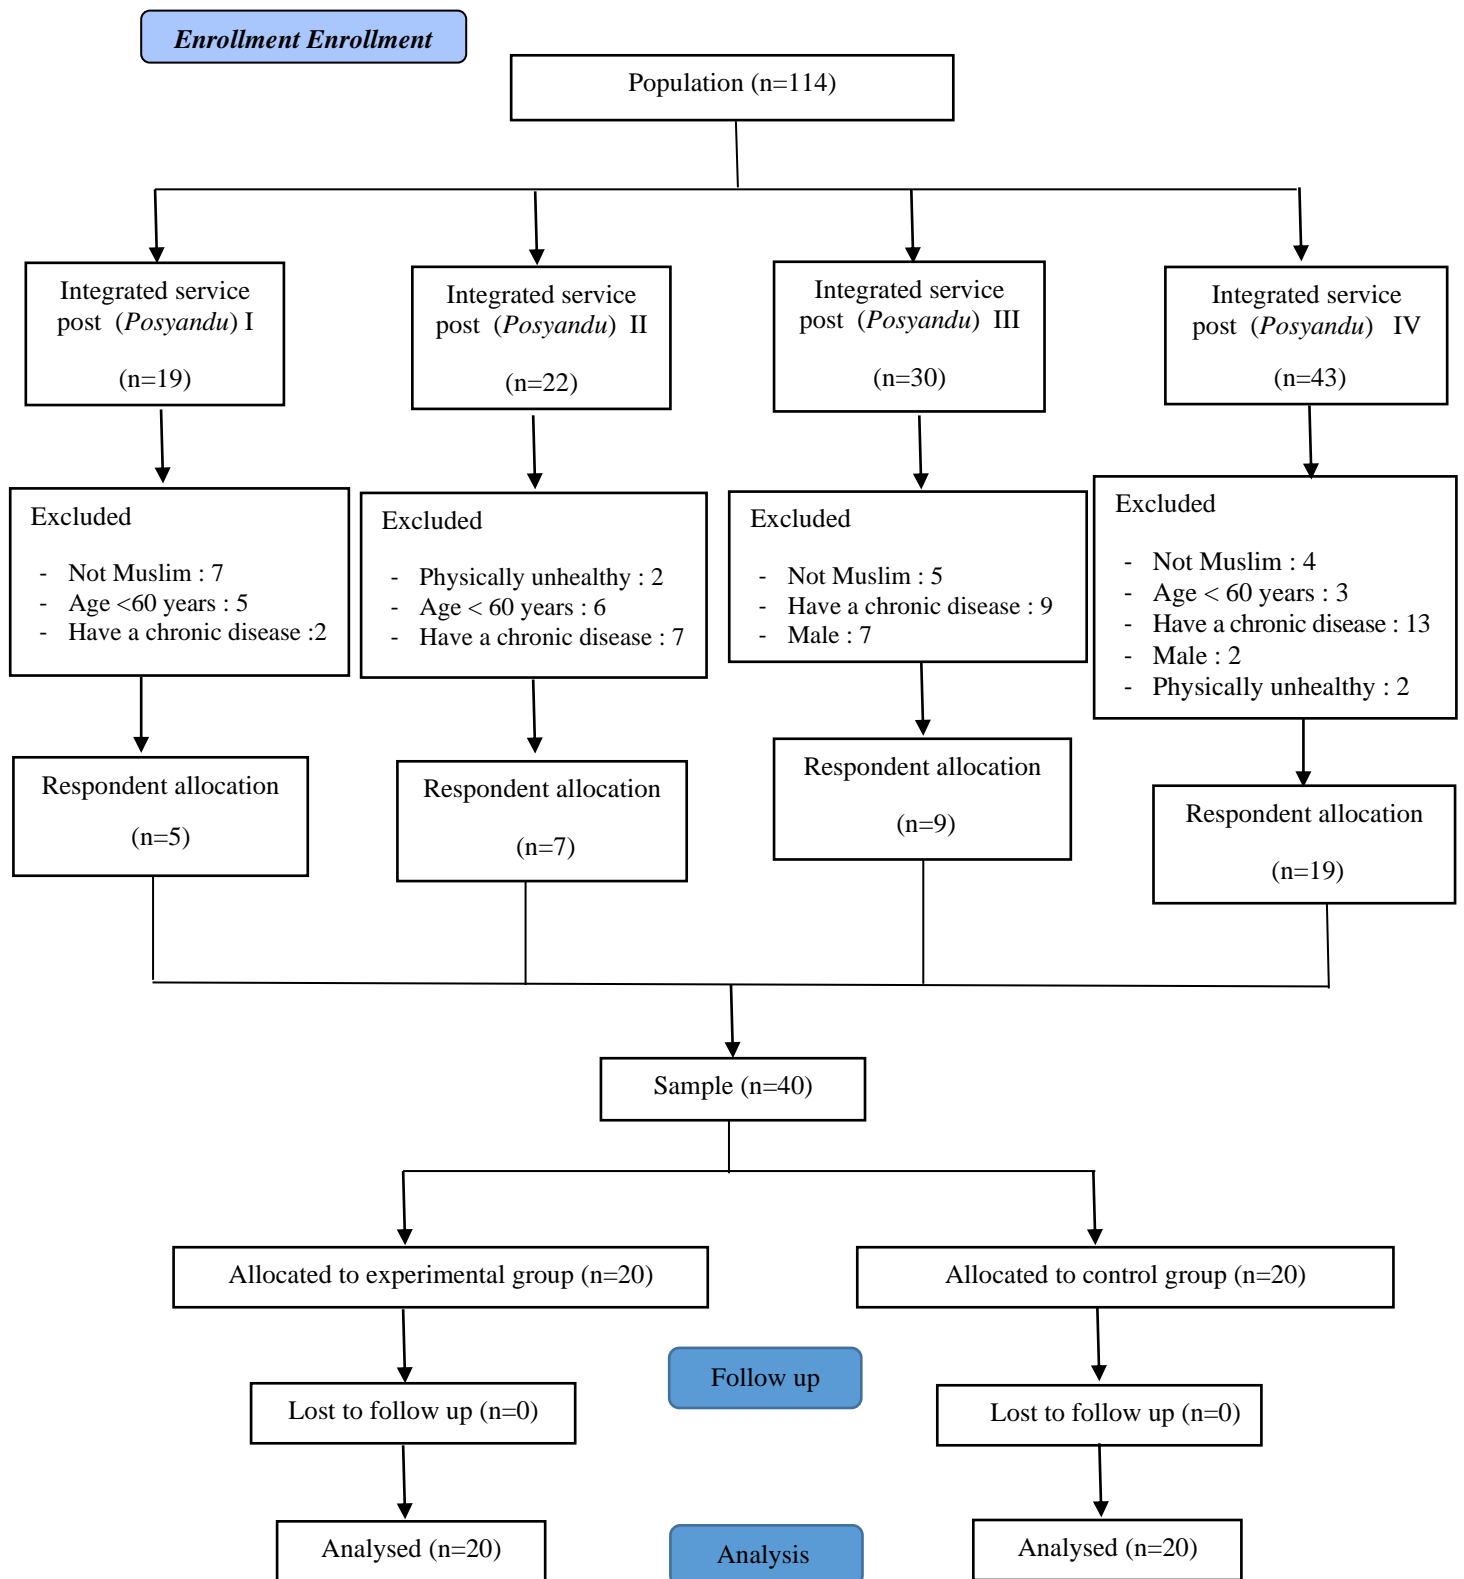 Enrollment Enrollment
Population (n=114)
Integrated service
post (Posyandu) I
(n=19)
Integrated service
post (Posyandu) II
(n=22)
Integrated service
post (Posyandu) III
(n=30)
Integrated service
post (Posyandu) IV
(n=43)
Excluded
- Not Muslim : 7
- Age <60 years : 5
- Have a chronic disease :2
Excluded
- Physically unhealthy : 2
- Age < 60 years : 6
- Have a chronic disease : 7
Excluded
- Not Muslim : 5
- Have a chronic disease : 9
- Male : 7
Excluded
- Not Muslim : 4
- Age < 60 years : 3
- Have a chronic disease : 13
- Male : 2
- Physically unhealthy : 2
Respondent allocation
(n=5)
Respondent allocation
(n=7)
Respondent allocation
(n=9)
Respondent allocation
(n=19)
Sample (n=40)
Allocated to experimental group (n=20)
Allocated to control group (n=20)
Follow up
Lost to follow up (n=0)
Lost to follow up (n=0)
Analysed (n=20)
Analysis
Analysed (n=20)